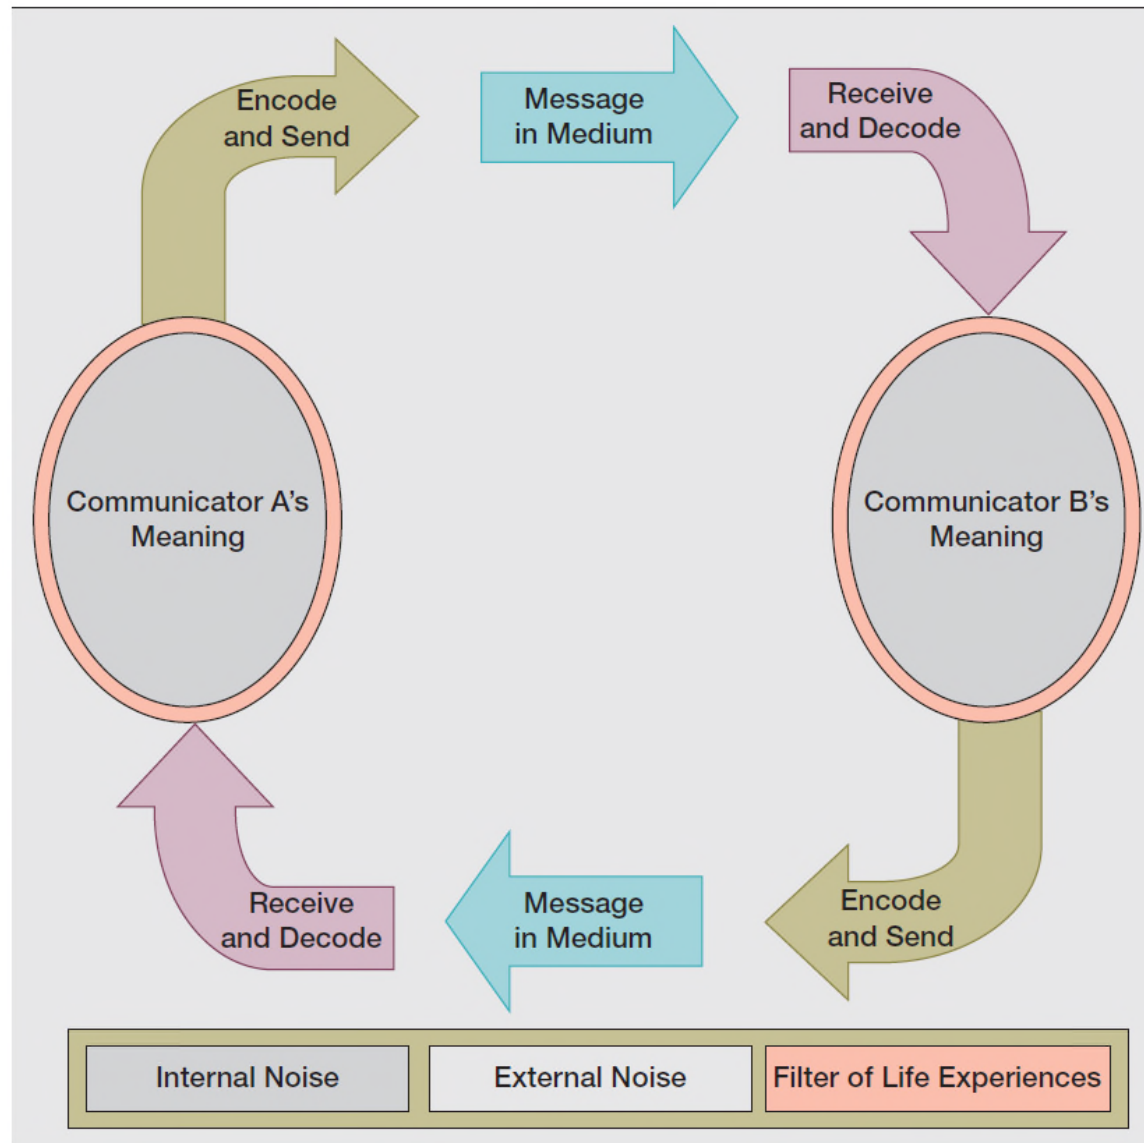 Encode
and Send
Message
in Medium
Receive
and Decode
Communicator A’s
Meaning
Communicator B’s
Meaning
Receive
and Decode
Message
in Medium
Encode
and Send
Internal Noise
External Noise
Filter of Life Experiences